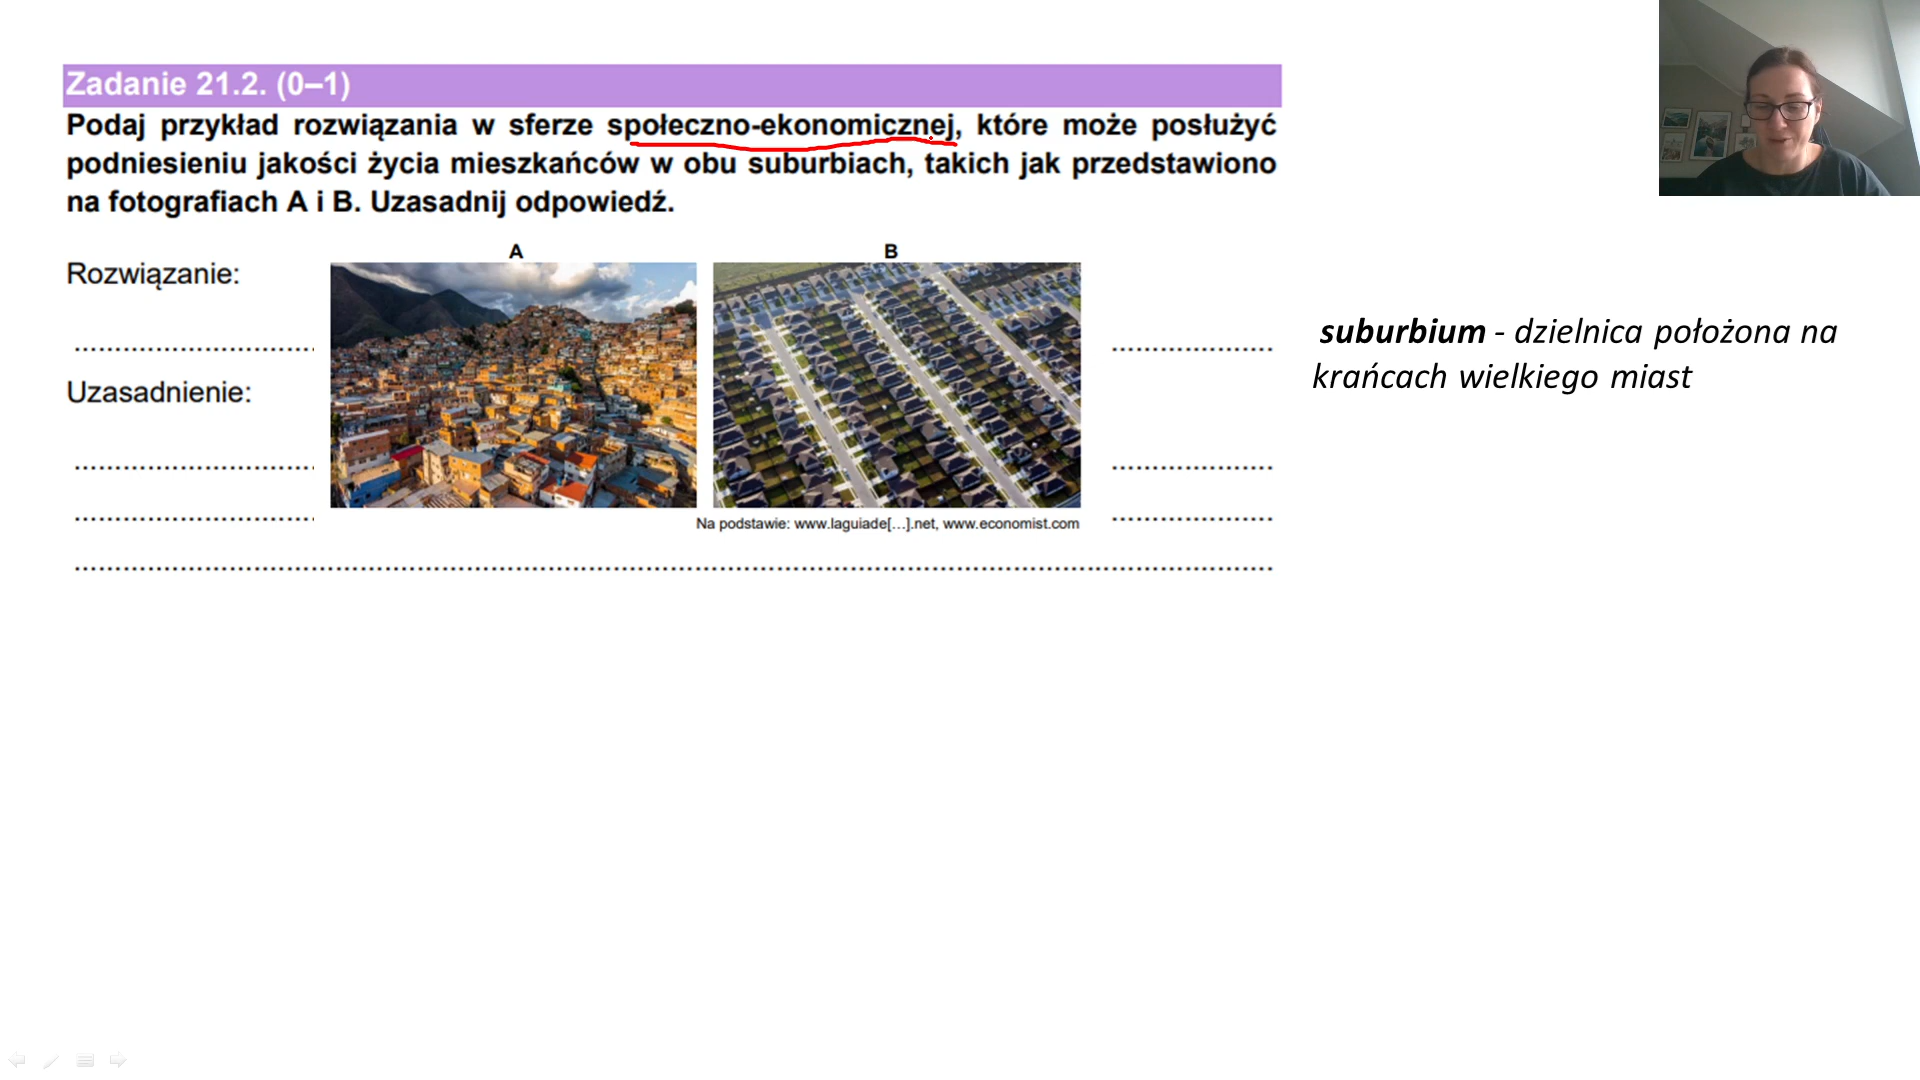 Zadanie 21.2. (0–1)
Podaj przykład rozwiązania w sferze społeczno-ekonomicznej, które może posłużyć
podniesieniu jakości życia mieszkańców w obu suburbiach, takich jak przedstawiono
na fotografiach A i B. Uzasadnij odpowiedź.
A
B
Rozwiązanie:
Uzasadnienie:
Na podstawie: www.laguiade[…].net, www.economist.com
suburbium - dzielnica położona na
krańcach wielkiego miast